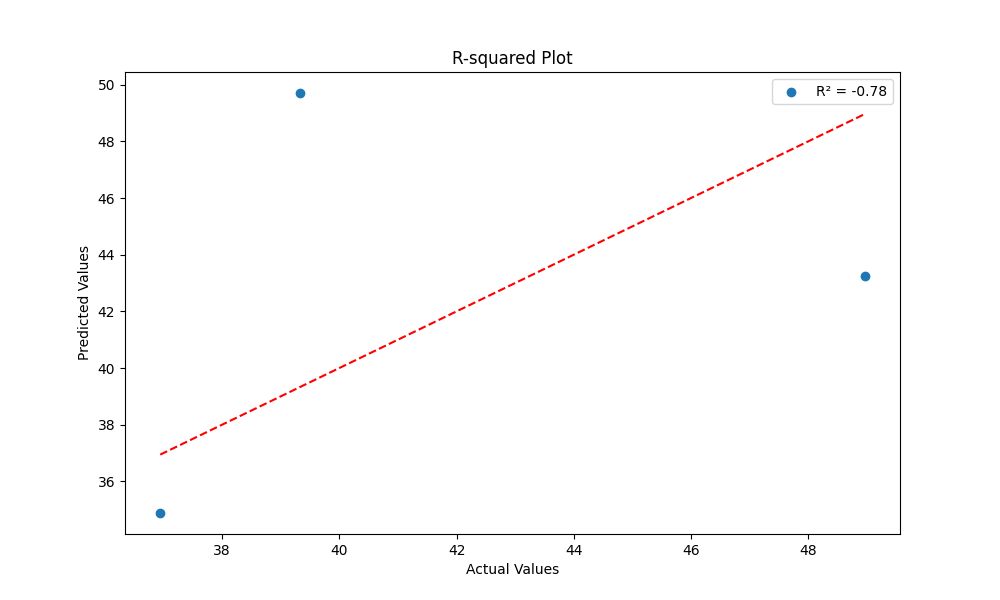 R-squared Plot
R² = -0.78
Predicted Values
50
48
46
44
42
40
38
36
38 40 42 44 46 48
Actual Values